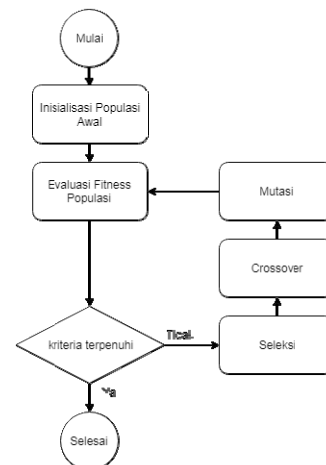 Mulai
Inisialisasi Populasi
Awal
Evaluasi Fitness
Populasi
Mutasi
Crossover
kriteria terpenuhi
Seleksi
Selesai